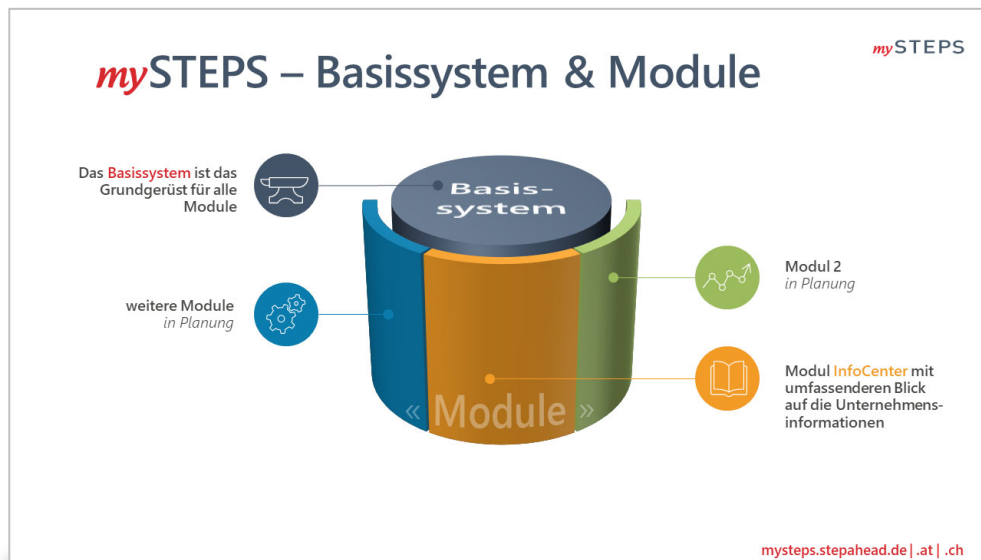 mySTEPS
mySTEPS – Basissystem & Module
Das Basissystem ist das
Grundgerüst für alle
Module
Basis-
system
weitere Module
in Planung
Modul 2
in Planung
Modul InfoCenter mit
umfassenderen Blick
auf die Unternehmens-
informationen
« Module »
mysteps.stepahead.de| .at| .ch